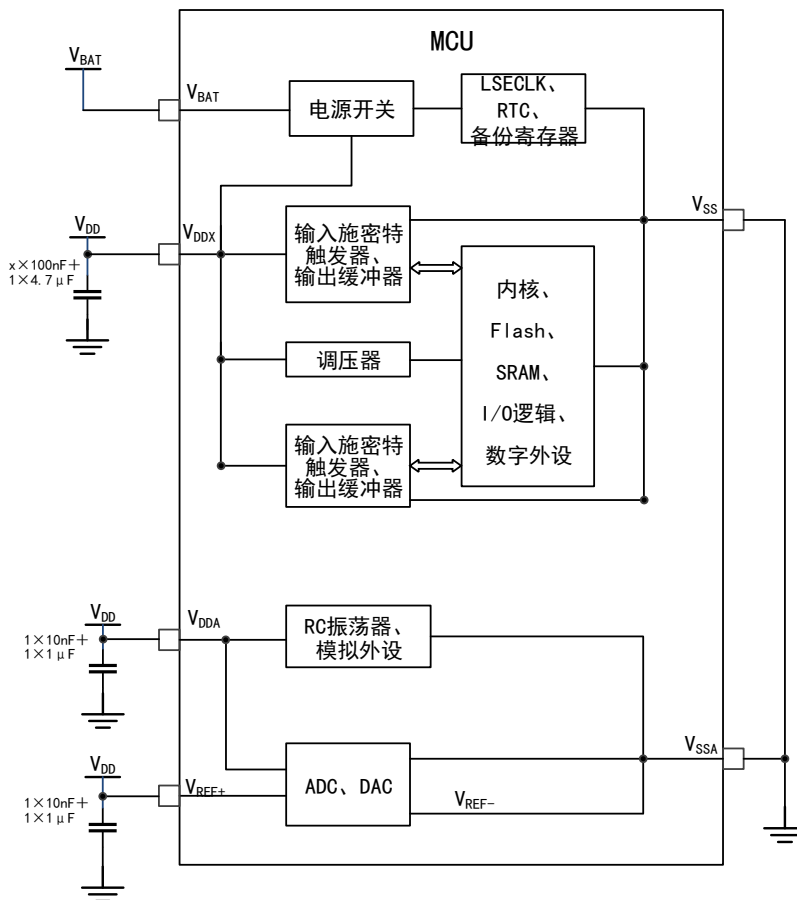 MCU
VBAT
VBAT
电源开关
LSECLK、
RTC、
备份寄存器
VSS
VDD
VDDX
x×100nF+
1×4.7μF
输入施密特
触发器、
输出缓冲器
内核、
Flash、
SRAM、
I/O逻辑、
数字外设
调压器
输入施密特
触发器、
输出缓冲器
VDD
VDDA
1×10nF+
1×1μF
RC振荡器、
模拟外设
VSSA
VDD
VREF+
1×10nF+
1×1μF
ADC、DAC
VREF-